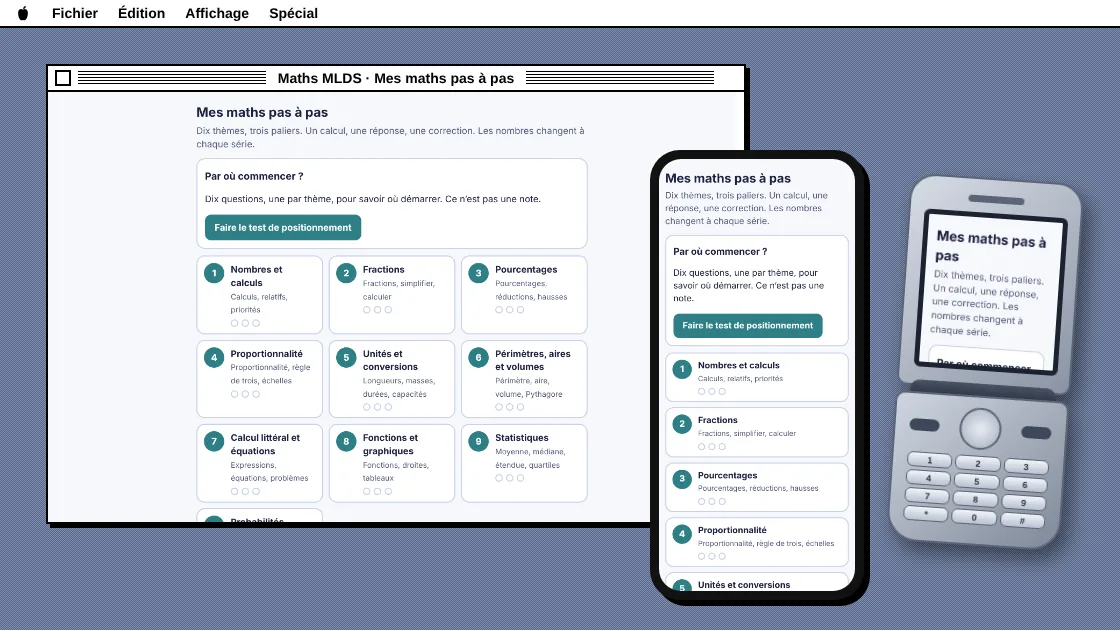 Fichier Édition Affichage Spécial
Maths MLDS · Mes maths pas à pas
Mes maths pas à pas
Dix thèmes, trois paliers. Un calcul, une réponse, une correction. Les nombres changent à
chaque série.
Par où commencer ?
Dix questions, une par thème, pour savoir où démarrer. Ce n'est pas une note.
Faire le test de positionnement
1
Nombres et
calculs
Calculs, relatifs,
priorités
2
Fractions
Fractions, simplifier,
calculer
3
Pourcentages
Pourcentages,
réductions, hausses
4
Proportionnalité
Proportionnalité, règle
de trois, échelles
5
Unités et
conversions
Longueurs, masses,
durées, capacités
6
Périmètres, aires
et volumes
Périmètre, aire,
volume, Pythagore
7
Calcul littéral et
équations
Expressions,
équations, problèmes
8
Fonctions et
graphiques
Fonctions, droites,
tableaux
9
Statistiques
Moyenne, médiane,
étendue, quartiles
Probabilités
Mes maths pas à pas
Dix thèmes, trois paliers. Un calcul, une
réponse, une correction. Les nombres
changent à chaque série.
Par où commencer ?
Dix questions, une par thème, pour
savoir où démarrer. Ce n'est pas une
note.
Faire le test de positionnement
1
Nombres et calculs
Calculs, relatifs, priorités
2
Fractions
Fractions, simplifier, calculer
3
Pourcentages
Pourcentages, réductions, hausses
4
Proportionnalité
Proportionnalité, règle de trois, échelles
5
Unités et conversions
Mes maths pas à
pas
Dix thèmes, trois paliers.
Un calcul, une réponse,
une correction. Les
nombres changent à
chaque série.
Par où commencer
1 2 3
4 5 6
7 8 9
* 0 #